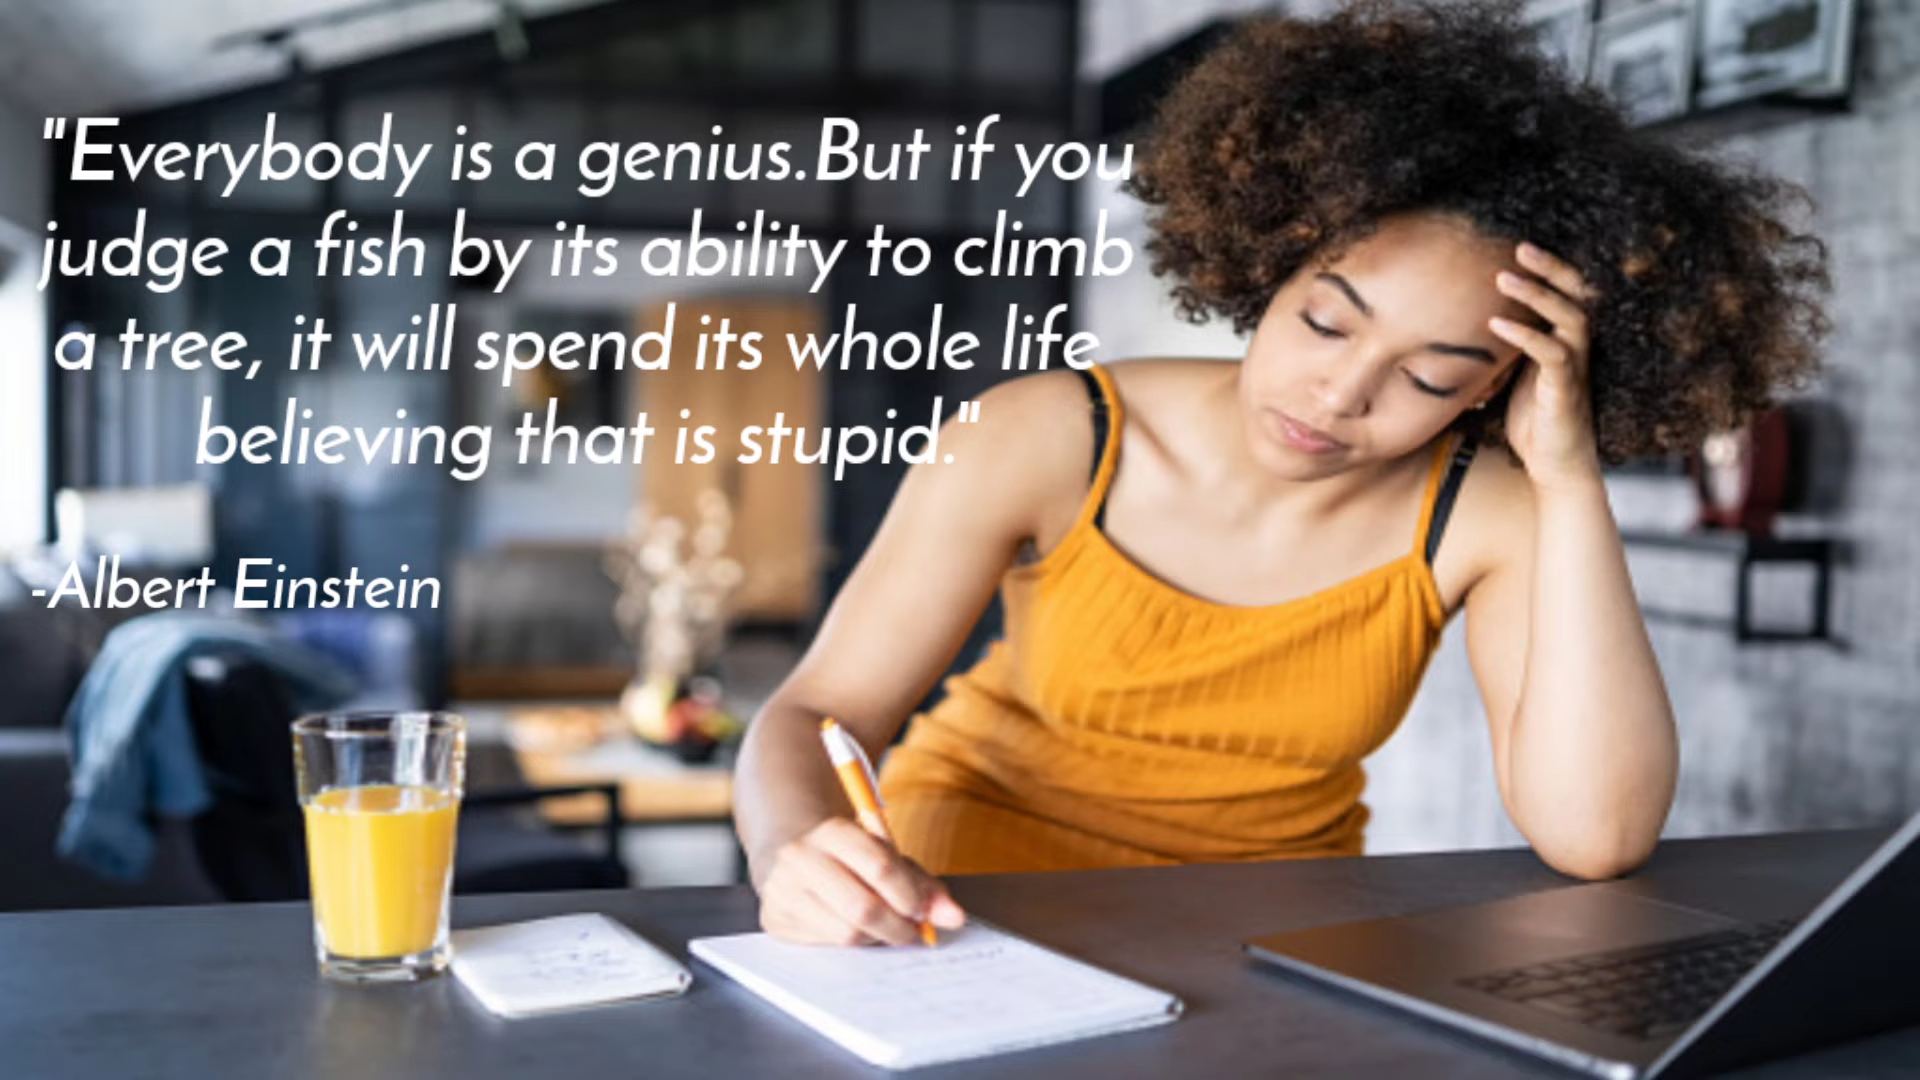 "Everybody is a genius.But if you
judge a fish by its ability to climb
a tree, it will spend its whole life
believing that is stupid."
-Albert Einstein